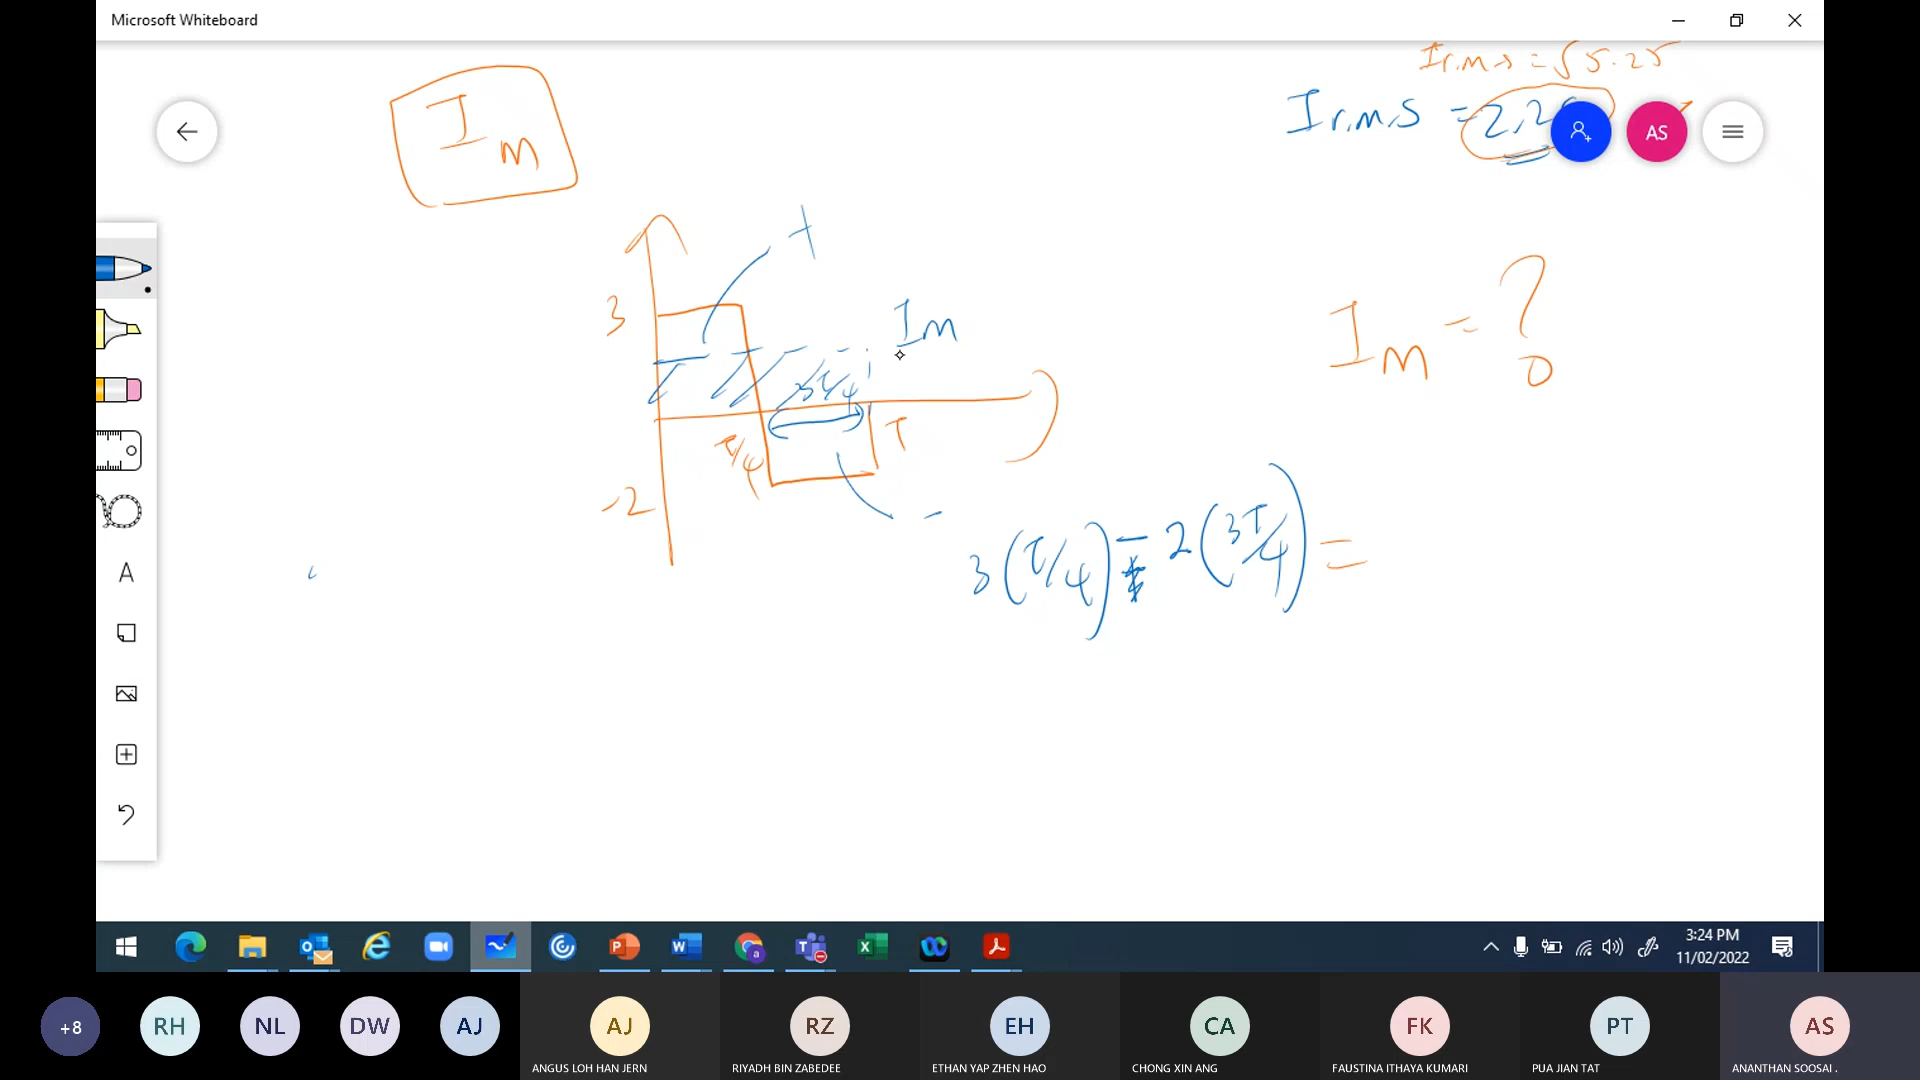 Microsoft Whiteboard
Ir.m.s = √5.25
Ir.m.s = 2.2
AS
Im
+
3
Im
3T/4
T/4
T
-2
-
Im = ?
3(T/4) - 2(3T/4) =
A
3:24 PM
11/02/2022
+8
RH
NL
DW
AJ
AJ
RZ
EH
CA
FK
PT
AS
ANGUS LOH HAN JERN
RIYADH BIN ZABEDEE
ETHAN YAP ZHEN HAO
CHONG XIN ANG
FAUSTINA ITHAYA KUMARI
PUA JIAN TAT
ANANTHAN SOOSAI .